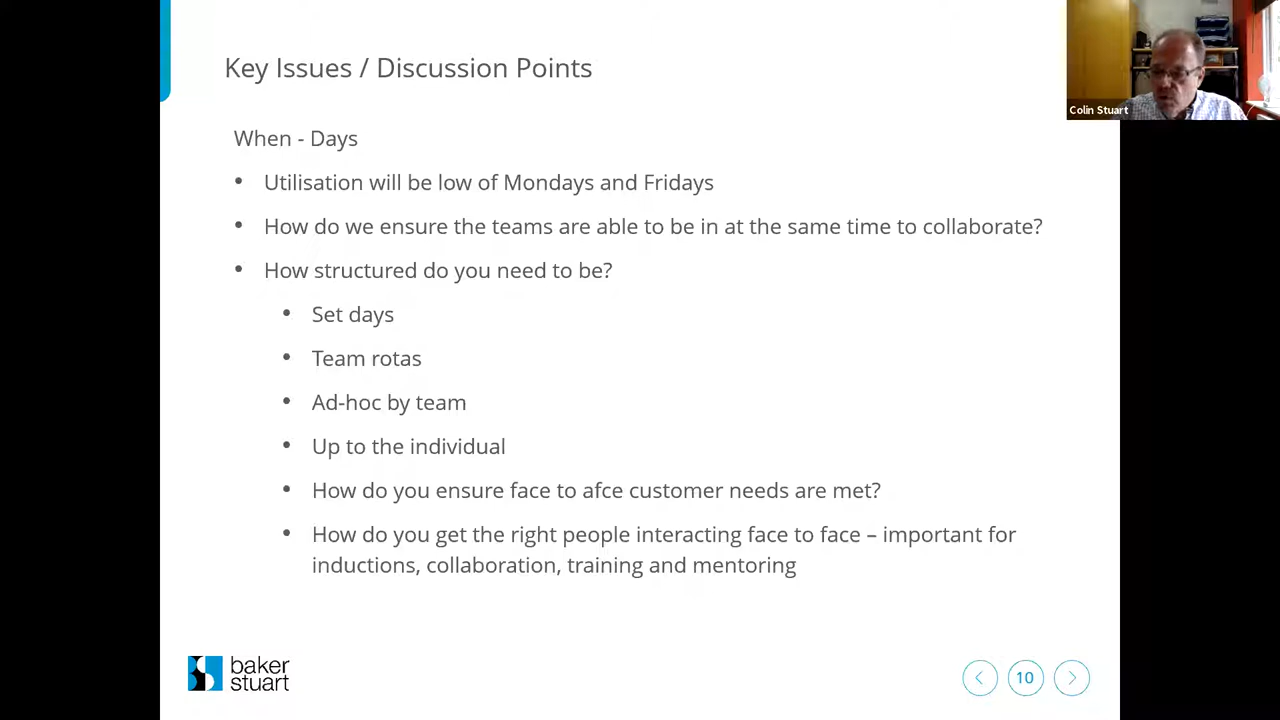 Key Issues / Discussion Points
Colin Stuart
When - Days
• Utilisation will be low of Mondays and Fridays
• How do we ensure the teams are able to be in at the same time to collaborate?
• How structured do you need to be?
• Set days
• Team rotas
• Ad-hoc by team
• Up to the individual
• How do you ensure face to afce customer needs are met?
• How do you get the right people interacting face to face – important for
inductions, collaboration, training and mentoring
baker
stuart
10